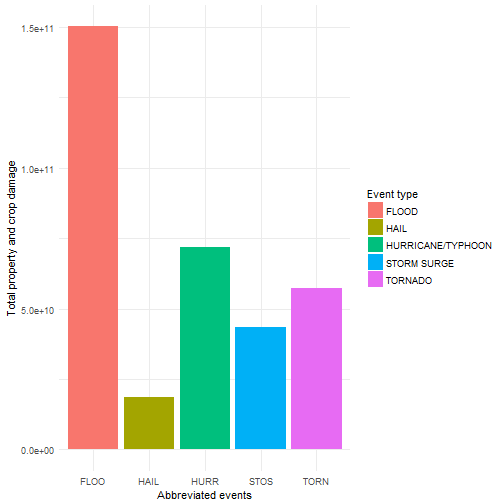 1.5e+11
1.0e+11
5.0e+10
0.0e+00
Total property and crop damage
FLOO HAIL HURR STOS TORN
Abbreviated events
Event type
FLOOD
HAIL
HURRICANE/TYPHOON
STORM SURGE
TORNADO